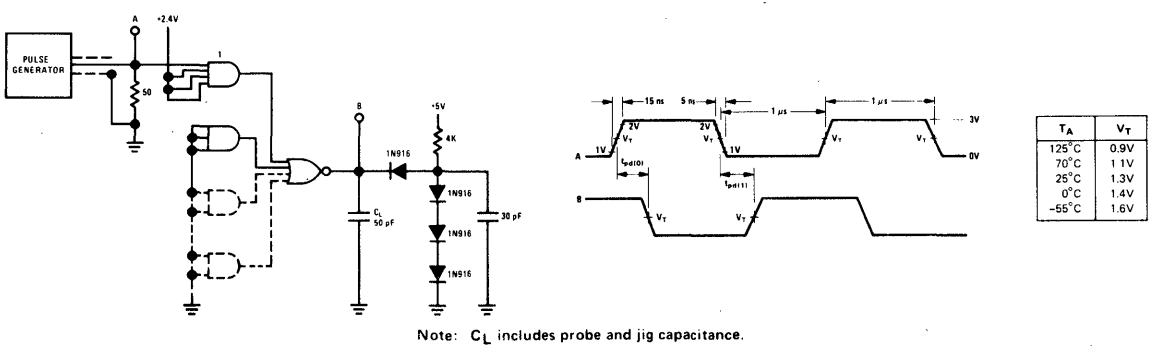 A
+2.4V
1
PULSE
GENERATOR
50
B
+5V
4K
1N916
CL
50 pF
1N916
1N916
1N916
30 pF
15 ns
5 ns
1 μs
1 μs
2V
2V
3V
VT
VT
VT
A
1V
1V
0V
tpd(0)
tpd(1)
B
VT
VT
TA VT
125°C 0.9V
70°C 1 1V
25°C 1.3V
0°C 1.4V
−55°C 1.6V
Note: CL includes probe and jig capacitance.